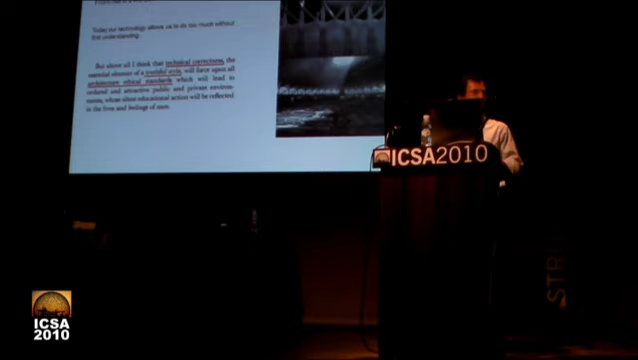 Today our technology allows us to do too much without
first understanding.
But above all I think that technical correctness, the
essential element of a truthful style, will force upon all
architecture ethical standards which will lead to
ordered and attractive public and private environ-
ments, whose silent educational action will be reflected
in the lives and feelings of men.
ICSA2010
STR
ICSA
2010